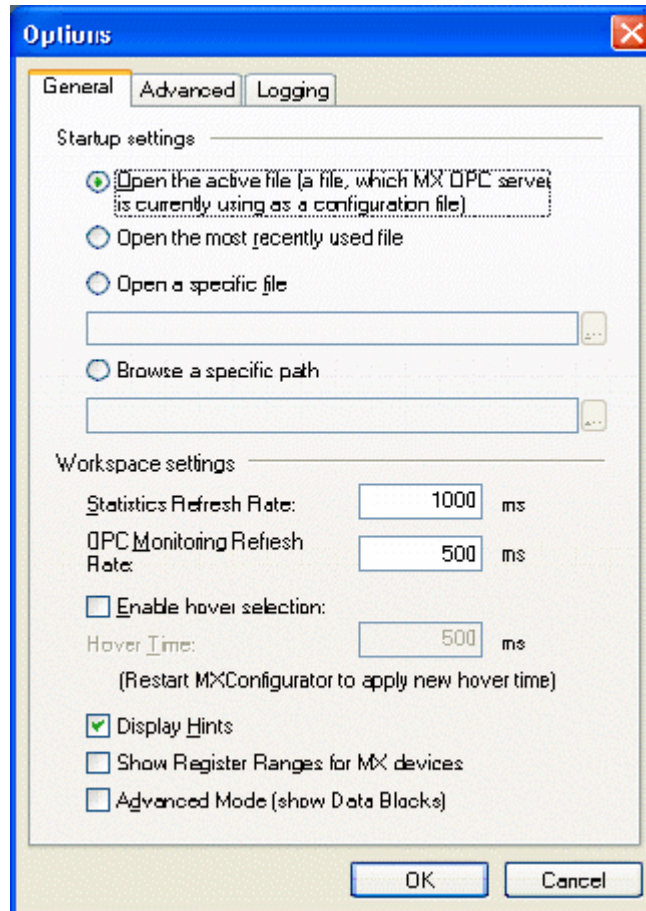 Options
General Advanced Logging
Startup settings
Open the active file (a file, which MX OPC server
is currently using as a configuration file)
Open the most recently used file
Open a specific file
...
Browse a specific path
...
Workspace settings
Statistics Refresh Rate: 1000 ms
OPC Monitoring Refresh
Rate: 500 ms
Enable hover selection:
Hover Time: 500 ms
(Restart MXConfigurator to apply new hover time)
Display Hints
Show Register Ranges for MX devices
Advanced Mode (show Data Blocks)
OK Cancel